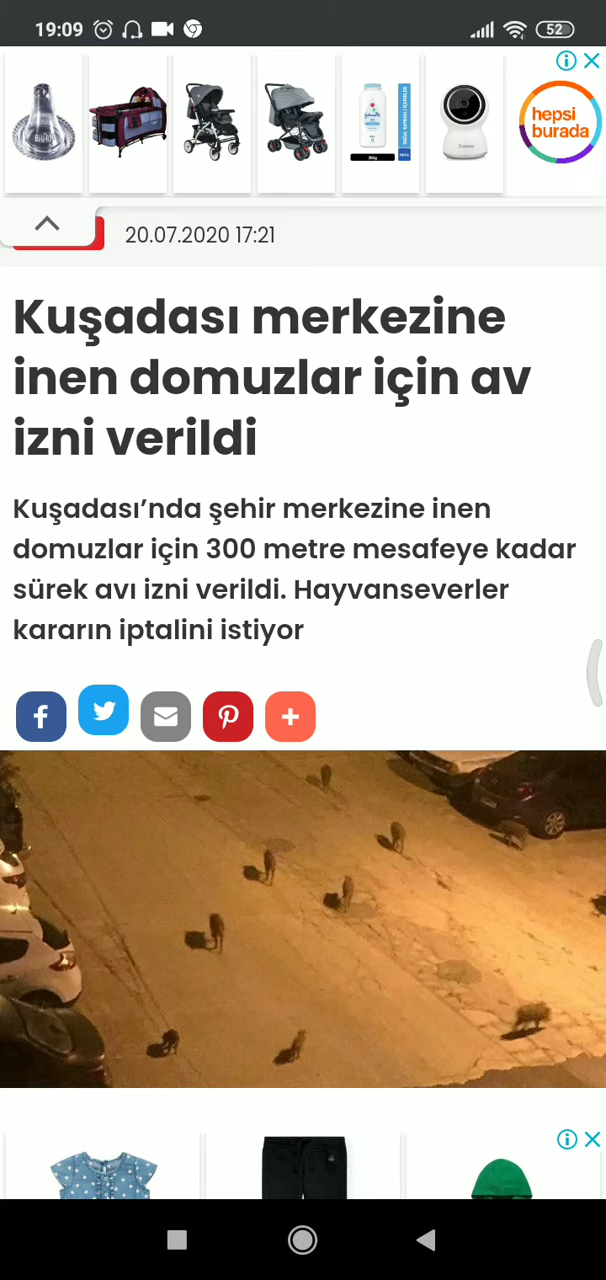 19:09
52
hepsi
burada
20.07.2020 17:21
Kuşadası merkezine
inen domuzlar için av
izni verildi
Kuşadası’nda şehir merkezine inen
domuzlar için 300 metre mesafeye kadar
sürek avı izni verildi. Hayvanseverler
kararın iptalini istiyor